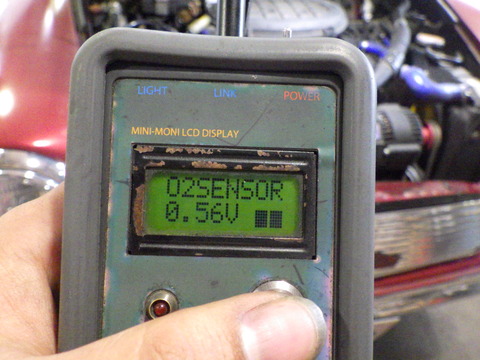 LIGHT LINK POWER
MINI-MONI LCD DISPLAY
O2SENSOR
0.56V